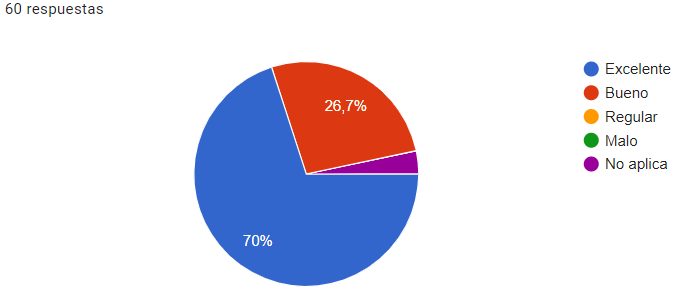 60 respuestas
Excelente
Bueno
Regular
Malo
No aplica
26,7%
70%